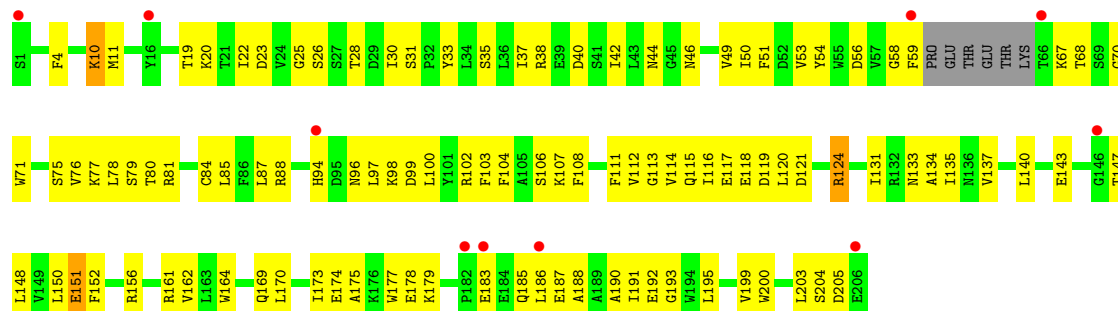 S1 F4 K10 M11 Y16 T19 K20 T21 I22 D23 V24 G25 S26 S27 T28 D29 I30 S31 P32 Y33 L34 S35 L36 I37 R38 E39 D40 S41 I42 L43 N44 G45 N46 V49 I50 F51 D52 V53 Y54 W55 D56 V57 G58 F59 PRO GLU THR GLU THR LYS T66 K67 T68 S69
W71 S75 V76 K77 L78 S79 T80 R81 C84 L85 F86 L87 R88 H94 D95 N96 L97 K98 D99 L100 Y101 R102 F103 F104 A105 S106 K107 F108 F111 V112 G113 V114 Q115 I116 E117 E118 D119 L120 D121 R124 I131 R132 N133 A134 I135 N136 V137 L140 E143 G146 T147
L148 V149 L150 E151 F152 R156 R161 V162 L163 W164 Q169 L170 I173 E174 A175 K176 W177 E178 K179 P182 E183 E184 Q185 L186 E187 A188 A189 A190 I191 E192 G193 W194 L195 V199 W200 L203 S204 D205 E206